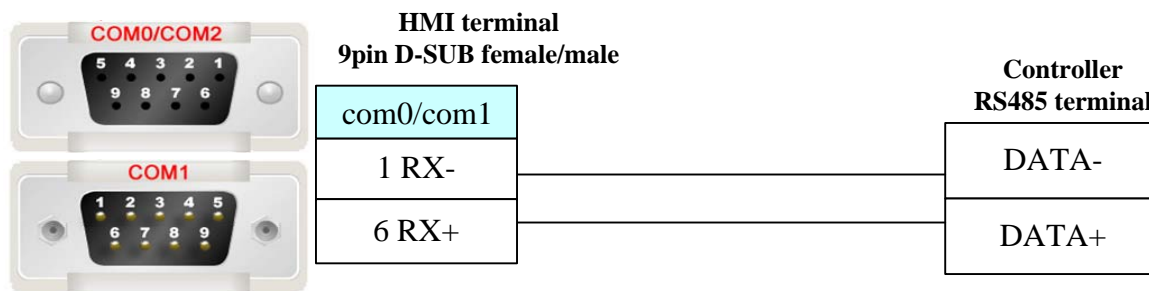 COM0/COM2
5 4 3 2 1
9 8 7 6
COM1
1 2 3 4 5
6 7 8 9
HMI terminal
9pin D-SUB female/male
com0/com1
1 RX-
6 RX+
Controller
RS485 terminal
DATA-
DATA+